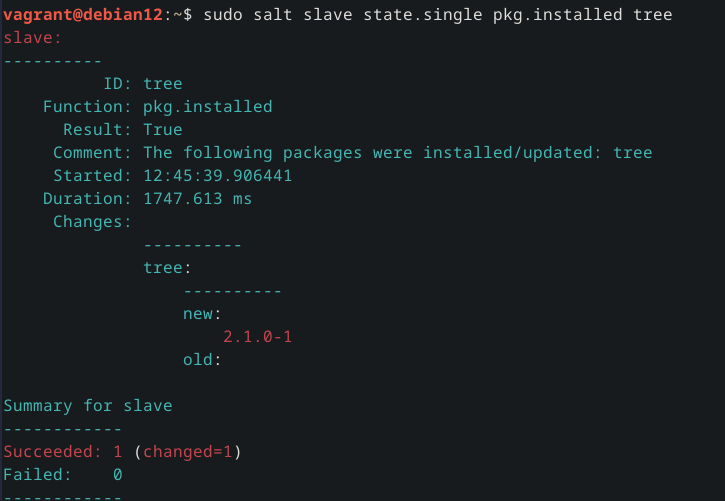 vagrant@debian12:~$ sudo salt slave state.single pkg.installed tree
slave:
----------
          ID: tree
    Function: pkg.installed
      Result: True
     Comment: The following packages were installed/updated: tree
     Started: 12:45:39.906441
    Duration: 1747.613 ms
     Changes:
              ----------
              tree:
                  ----------
                  new:
                      2.1.0-1
                  old:

Summary for slave
------------
Succeeded: 1 (changed=1)
Failed:    0
------------